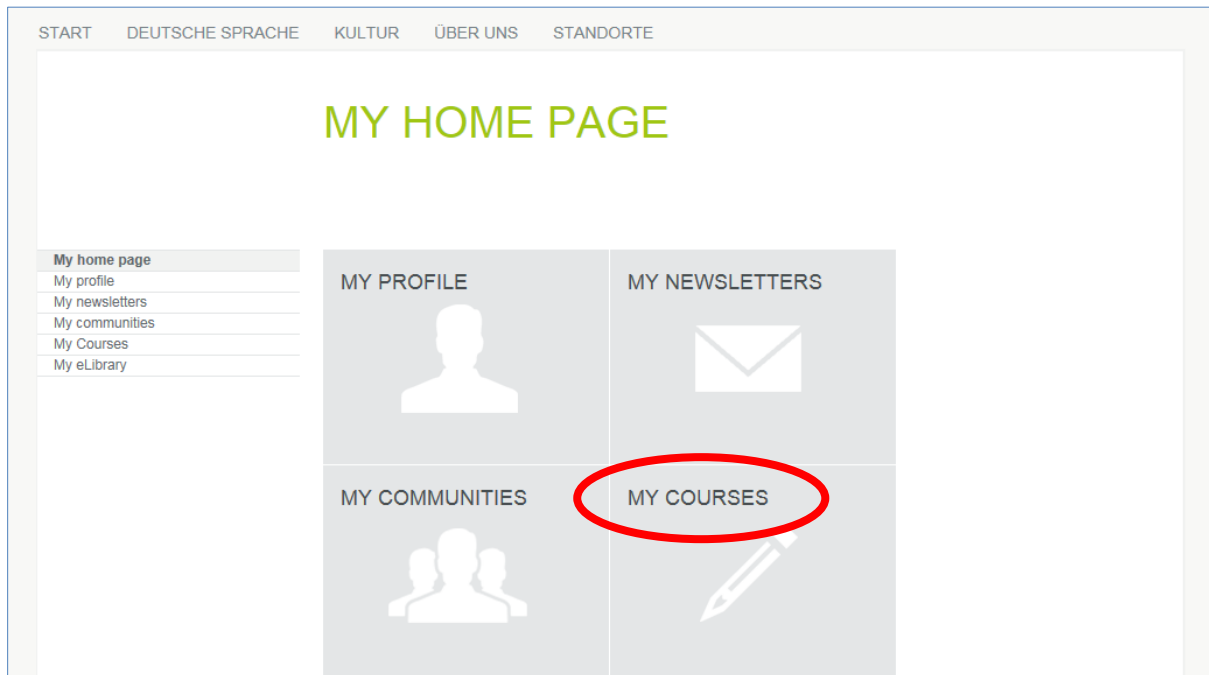 START DEUTSCHE SPRACHE KULTUR ÜBER UNS STANDORTE
MY HOME PAGE
My home page
My profile
My newsletters
My communities
My Courses
My eLibrary
MY PROFILE
MY NEWSLETTERS
MY COMMUNITIES
MY COURSES